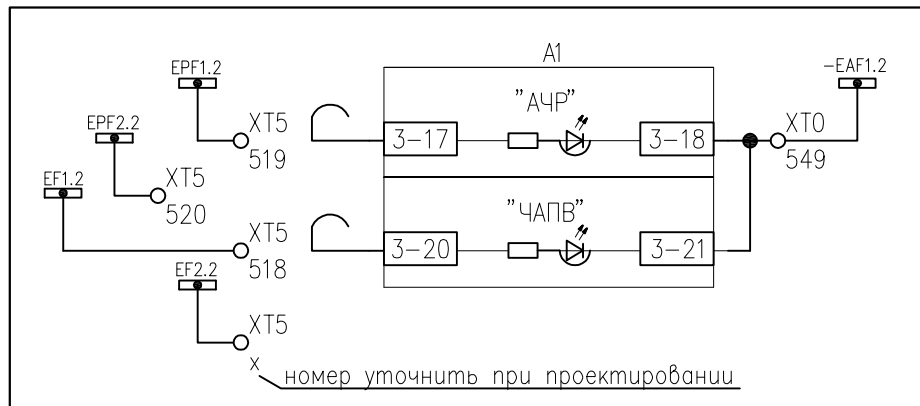 A1
EPF1.2
-EAF1.2
"АЧР"
EPF2.2
XT5
519
3-17
3-18
XT0
549
EF1.2
XT5
520
"ЧАПВ"
XT5
518
3-20
3-21
EF2.2
XT5
x
номер уточнить при проектировании